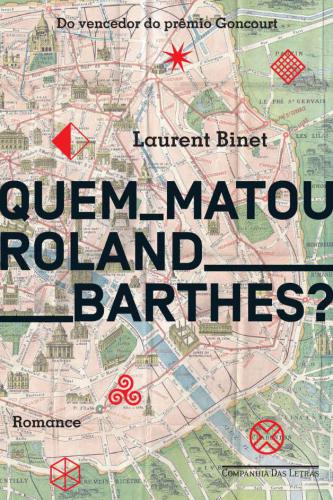 Do vencedor do prêmio Goncourt
Laurent Binet
QUEM_MATOU
ROLAND____
__BARTHES?
Romance
COMPANHIA DAS LETRAS